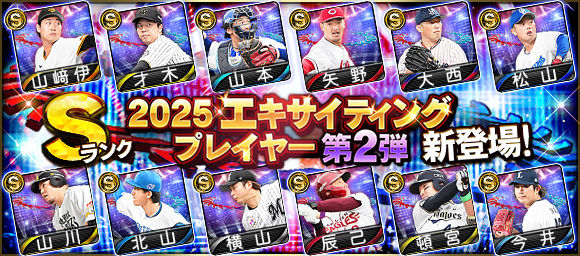 S S S S S S
山﨑伊 才木 山本 矢野 大西 松山
Sランク
2025 エキサイティング
プレイヤー 第2弾 新登場!
S S S S S S
山川 北山 横山 辰己 頓宮 今井